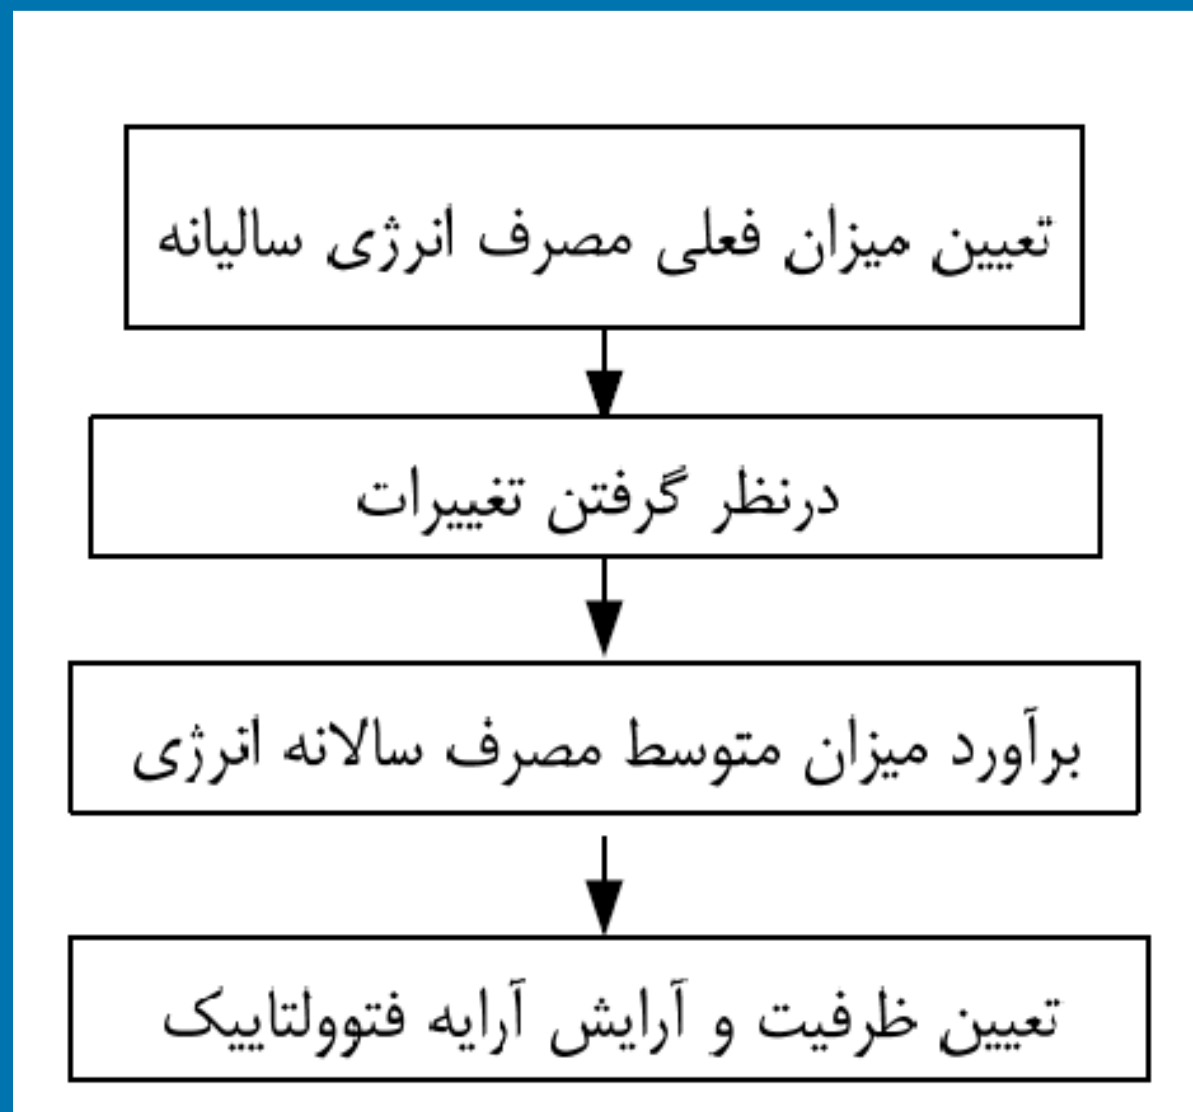 تعیین میزان فعلی مصرف انرژی سالیانه
درنظر گرفتن تغییرات
برآورد میزان متوسط مصرف سالانه انرژی
تعیین ظرفیت و آرایش آرایه فتوولتاییک